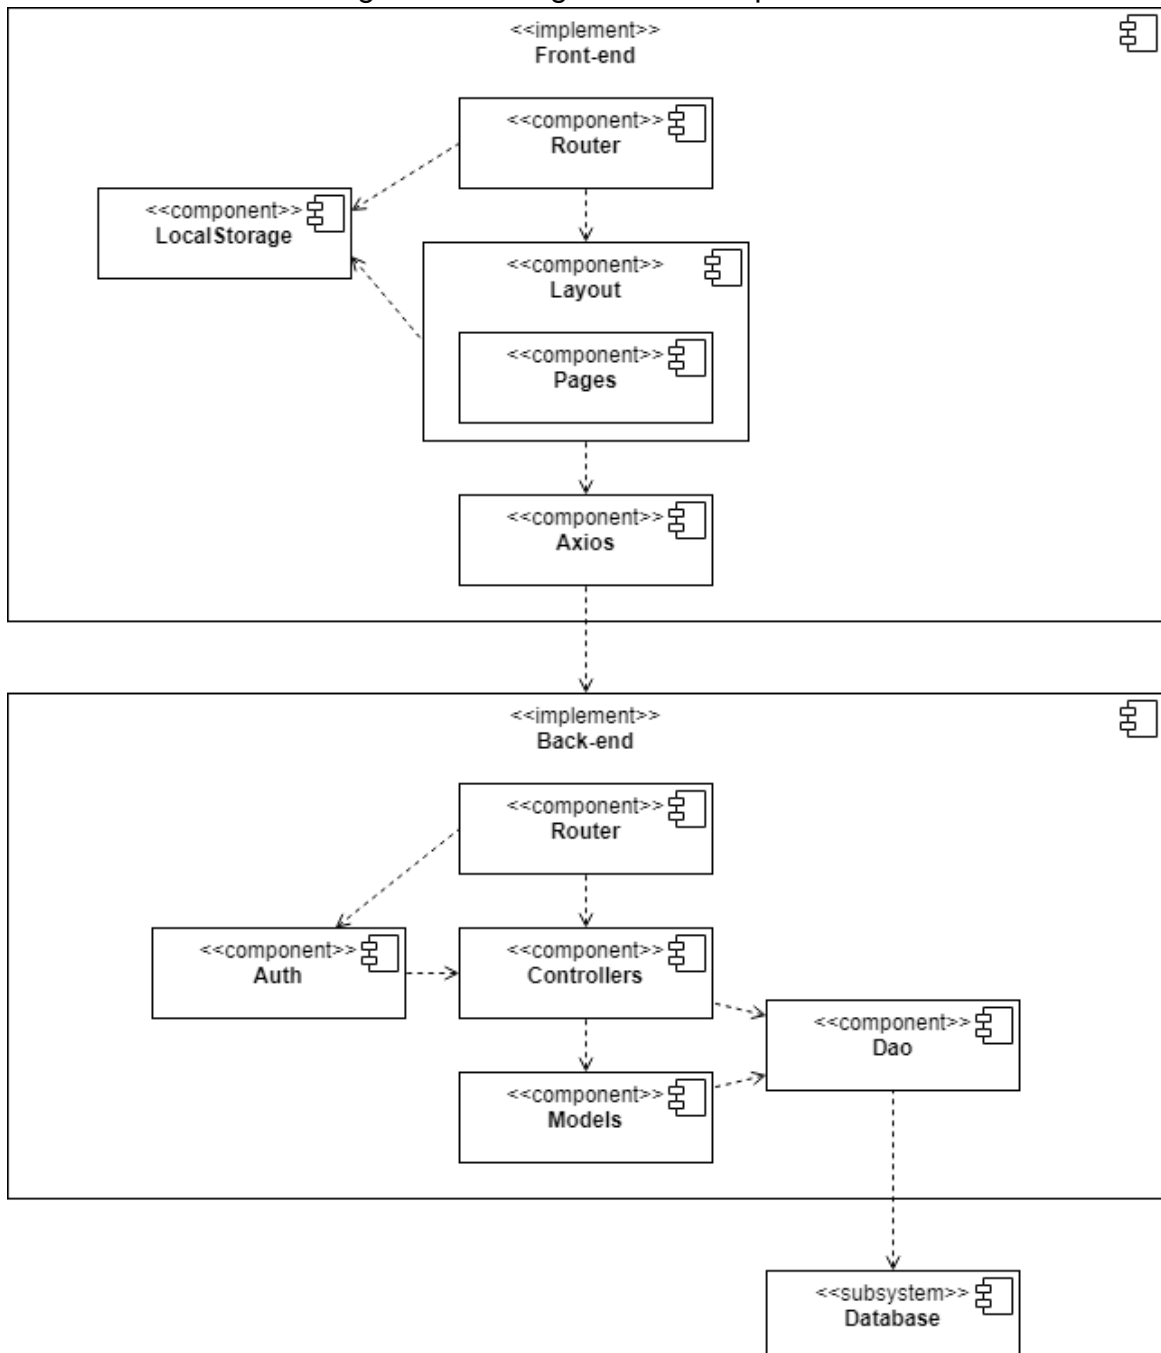 <<implement>>
Front-end
<<component>>
Router
<<component>>
LocalStorage
<<component>>
Layout
<<component>>
Pages
<<component>>
Axios
<<implement>>
Back-end
<<component>>
Router
<<component>>
Auth
<<component>>
Controllers
<<component>>
Dao
<<component>>
Models
<<subsystem>>
Database